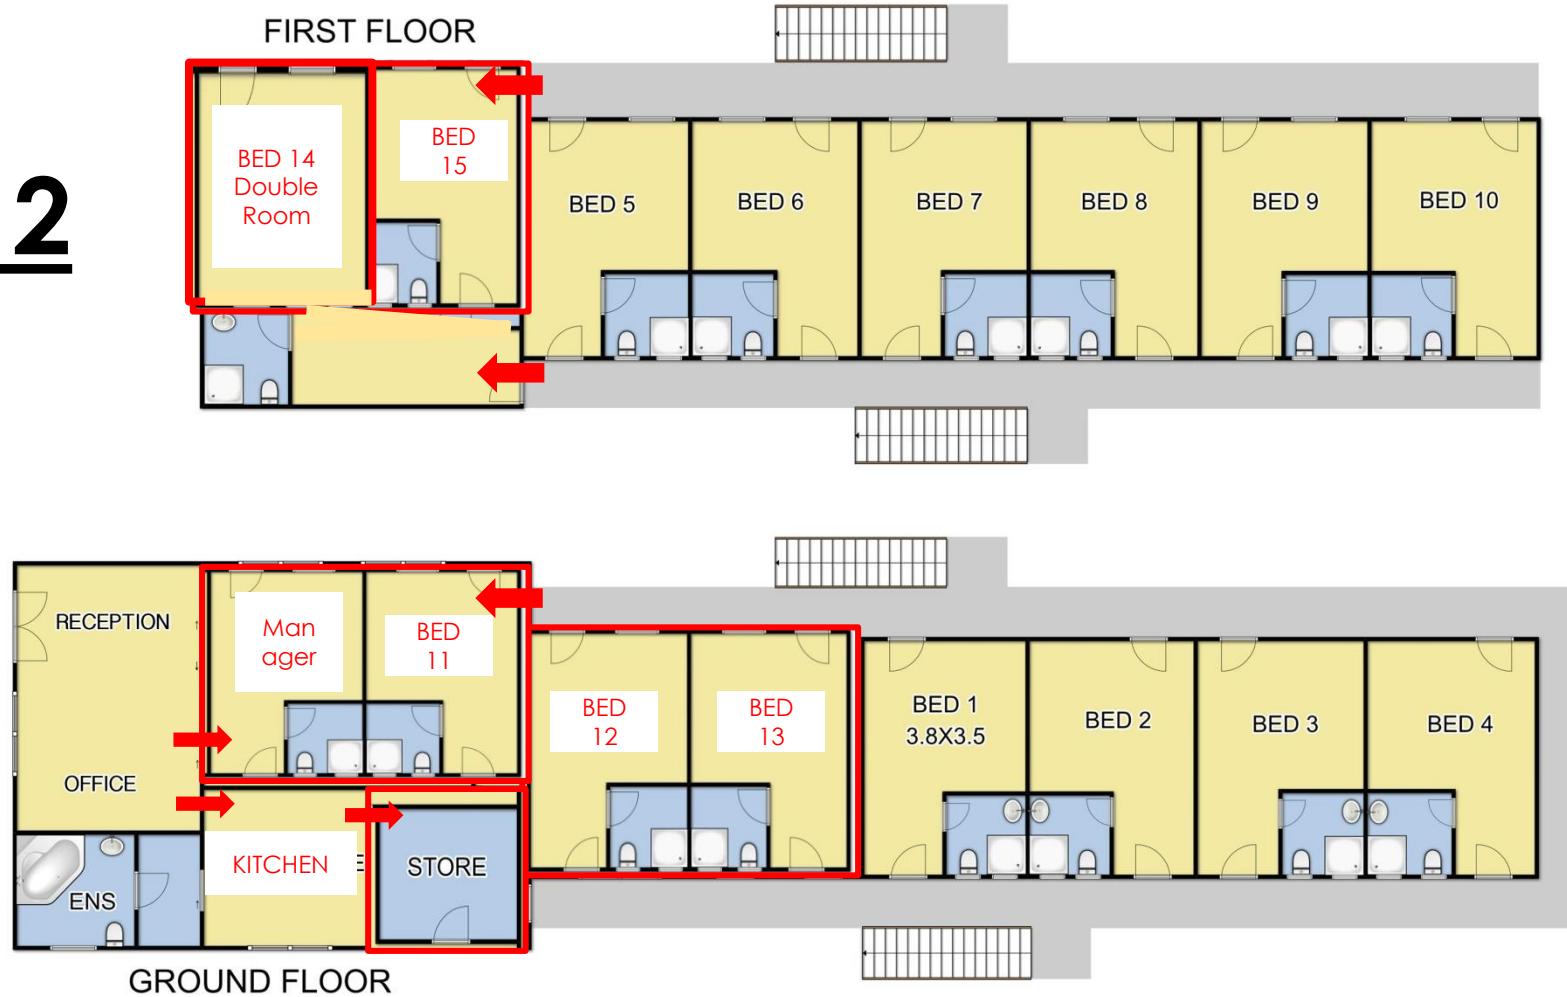 FIRST FLOOR
2
BED 14
Double
Room
BED
15
BED 5
BED 6
BED 7
BED 8
BED 9
BED 10
RECEPTION
OFFICE
ENS
Man
ager
BED
11
KITCHEN
E
STORE
BED
12
BED
13
BED 1
3.8X3.5
BED 2
BED 3
BED 4
GROUND FLOOR